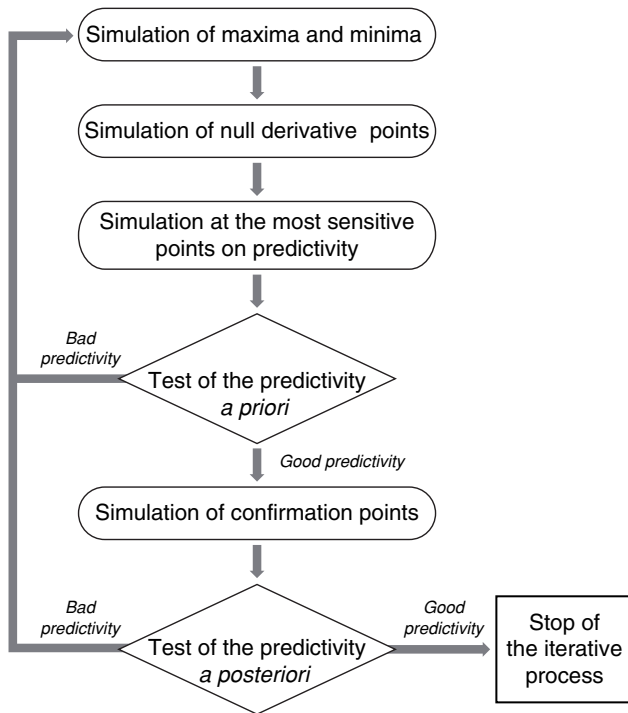 Simulation of maxima and minima
Simulation of null derivative points
Simulation at the most sensitive
points on predictivity
Bad
predictivity
Test of the predictivity
a priori
Good predictivity
Simulation of confirmation points
Bad
predictivity
Test of the predictivity
a posteriori
Good
predictivity
Stop of
the iterative
process